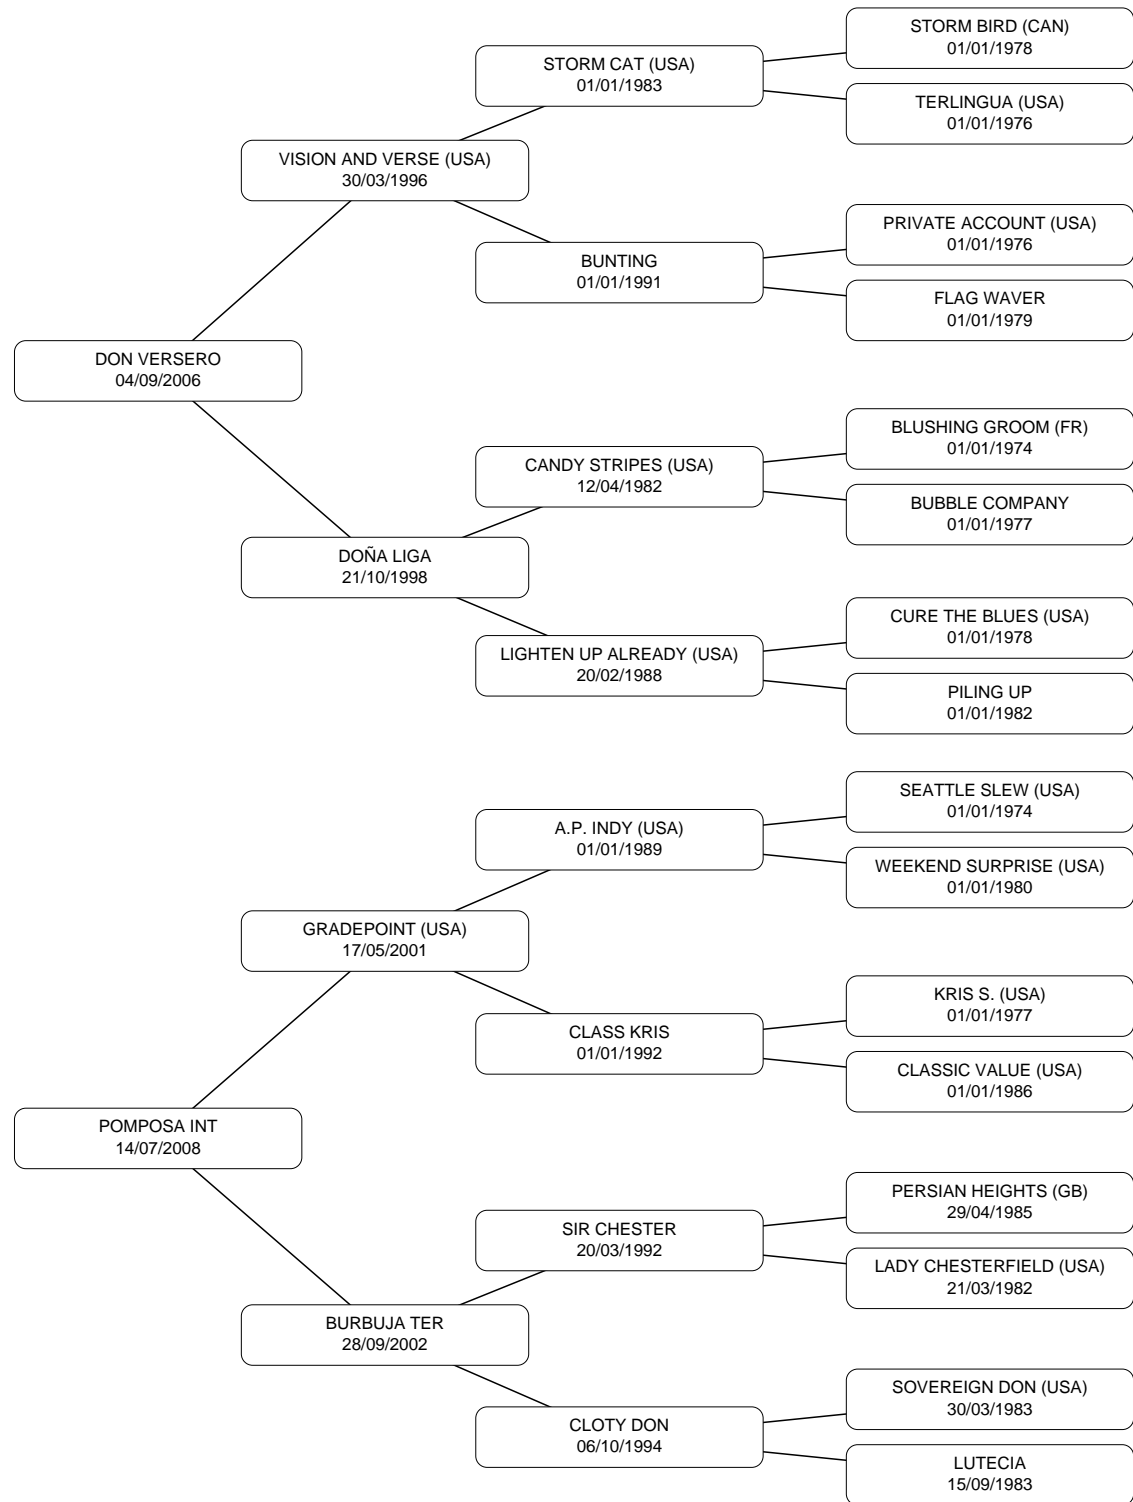 STORM BIRD (CAN)
01/01/1978
STORM CAT (USA)
01/01/1983
TERLINGUA (USA)
01/01/1976
VISION AND VERSE (USA)
30/03/1996
PRIVATE ACCOUNT (USA)
01/01/1976
BUNTING
01/01/1991
FLAG WAVER
01/01/1979
DON VERSERO
04/09/2006
BLUSHING GROOM (FR)
01/01/1974
CANDY STRIPES (USA)
12/04/1982
BUBBLE COMPANY
01/01/1977
DOÑA LIGA
21/10/1998
CURE THE BLUES (USA)
01/01/1978
LIGHTEN UP ALREADY (USA)
20/02/1988
PILING UP
01/01/1982
SEATTLE SLEW (USA)
01/01/1974
A.P. INDY (USA)
01/01/1989
WEEKEND SURPRISE (USA)
01/01/1980
GRADEPOINT (USA)
17/05/2001
KRIS S. (USA)
01/01/1977
CLASS KRIS
01/01/1992
CLASSIC VALUE (USA)
01/01/1986
POMPOSA INT
14/07/2008
PERSIAN HEIGHTS (GB)
29/04/1985
SIR CHESTER
20/03/1992
LADY CHESTERFIELD (USA)
21/03/1982
BURBUJA TER
28/09/2002
SOVEREIGN DON (USA)
30/03/1983
CLOTY DON
06/10/1994
LUTECIA
15/09/1983